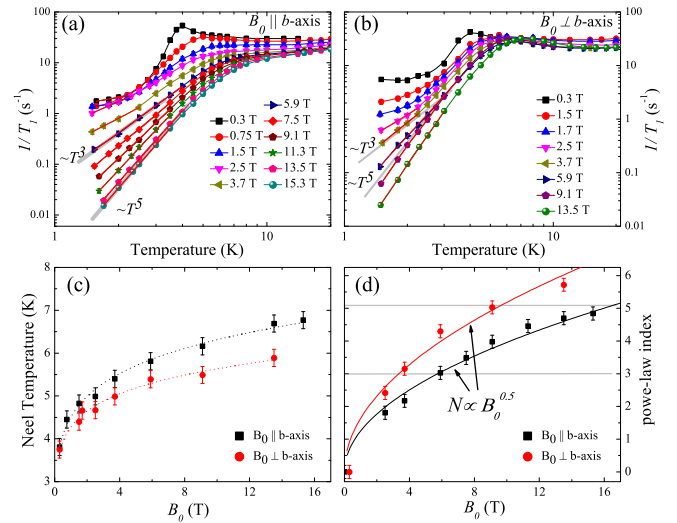 (a)
B0 || b-axis
1/T1 (s-1)
100
10
1
0.1
0.01
~T3
~T5
0.3 T
0.75 T
1.5 T
2.5 T
3.7 T
5.9 T
7.5 T
9.1 T
11.3 T
13.5 T
15.3 T
1
10
Temperature (K)
(b)
B0 ⊥ b-axis
~T3
~T5
0.3 T
1.5 T
1.7 T
2.5 T
3.7 T
5.9 T
9.1 T
13.5 T
1
10
Temperature (K)
100
10
1
0.1
0.01
1/T1 (s-1)
(c)
Neel Temperature (K)
8
7
6
5
4
3
2
B0 || b-axis
B0 ⊥ b-axis
0
4
8
12
16
B0 (T)
(d)
N∝B00.5
B0 || b-axis
B0 ⊥ b-axis
0
4
8
12
16
B0 (T)
6
5
4
3
2
1
0
powe-law index